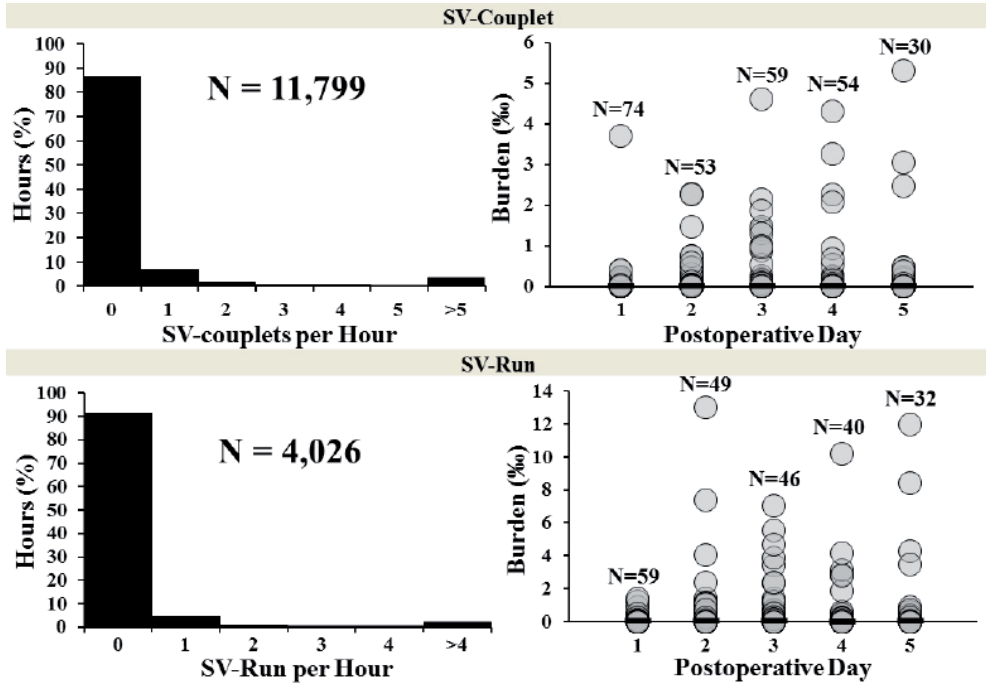 SV-Couplet
100
90
80
70
60
50
40
30
20
10
0
Hours (%)
N = 11,799
0 1 2 3 4 5 >5
SV-couplets per Hour
6
5
4
3
2
1
0
Burden (‰)
N=74
N=53
N=59
N=54
N=30
1 2 3 4 5
Postoperative Day
SV-Run
100
90
80
70
60
50
40
30
20
10
0
Hours (%)
N = 4,026
0 1 2 3 4 >4
SV-Run per Hour
14
12
10
8
6
4
2
0
Burden (‰)
N=59
N=49
N=46
N=40
N=32
1 2 3 4 5
Postoperative Day